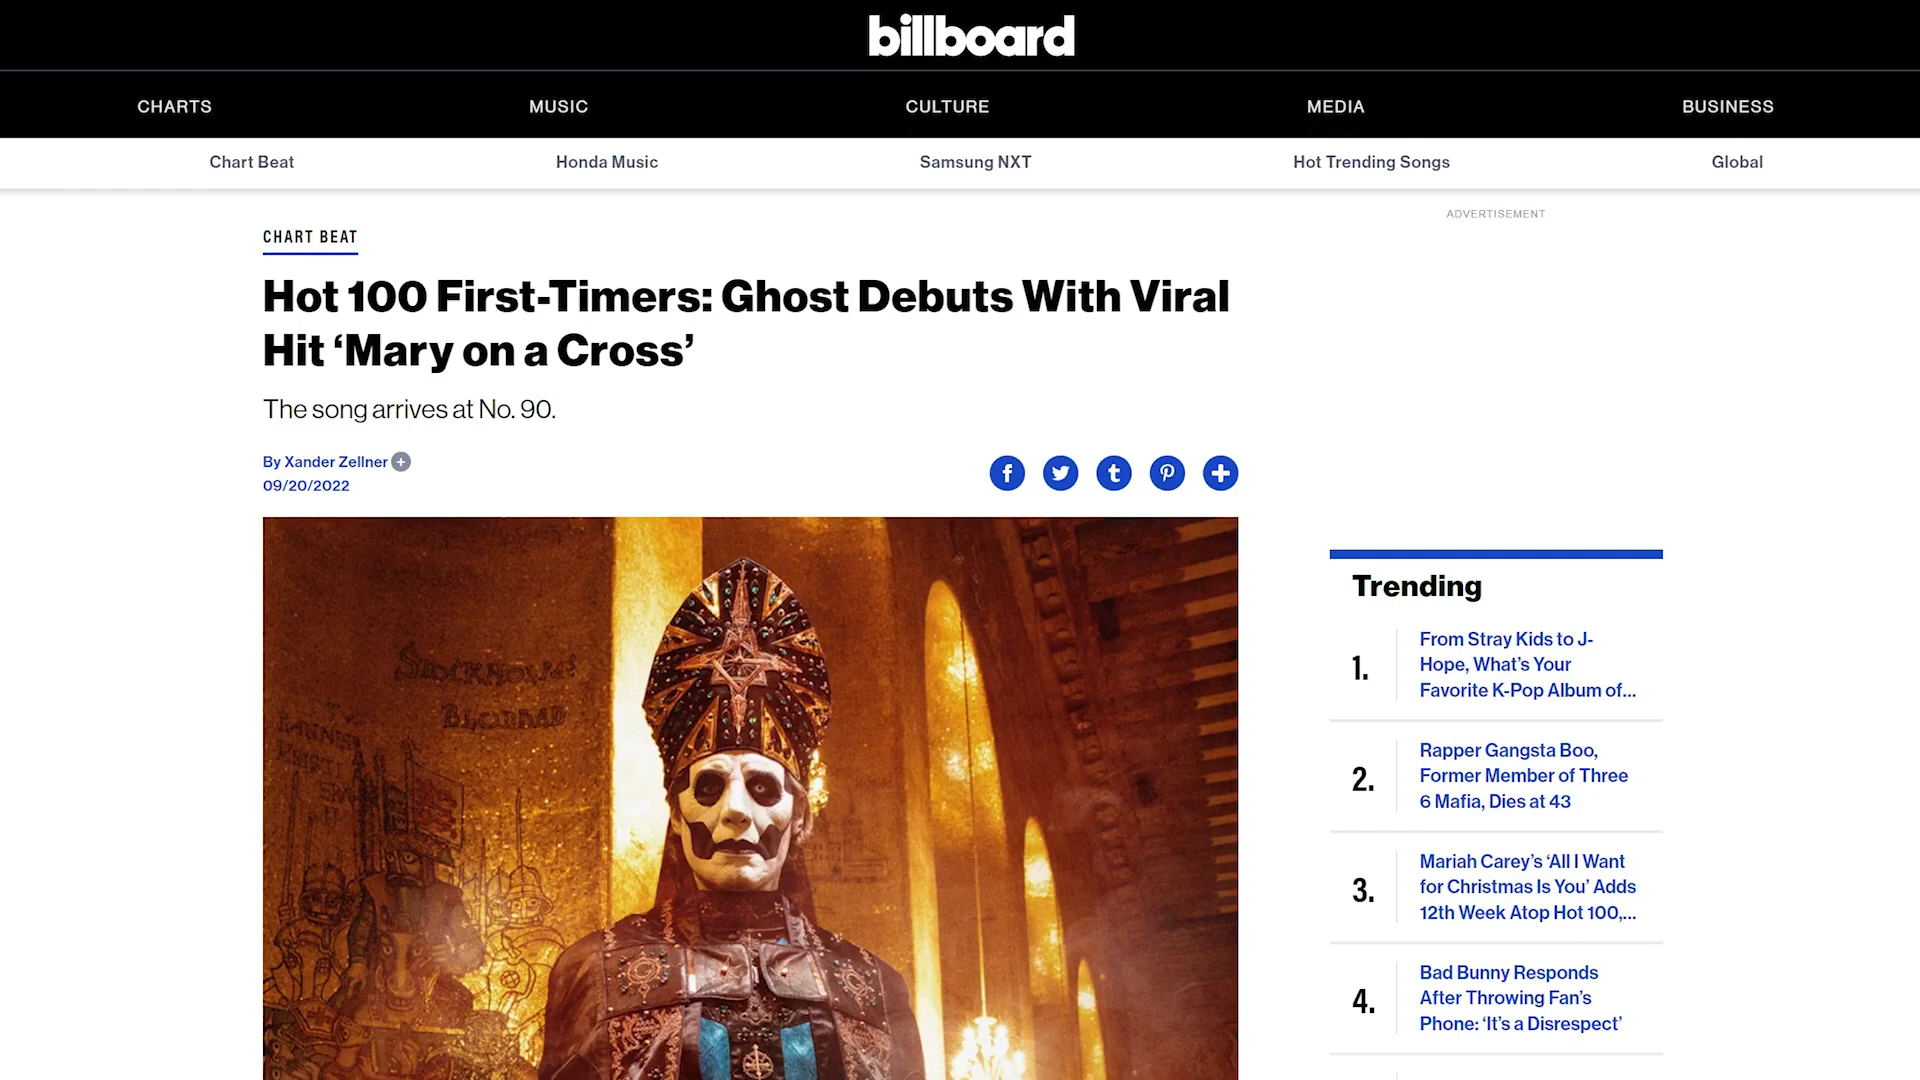 billboard
CHARTS
MUSIC
CULTURE
MEDIA
BUSINESS
Chart Beat
Honda Music
Samsung NXT
Hot Trending Songs
Global
ADVERTISEMENT
CHART BEAT
Hot 100 First-Timers: Ghost Debuts With Viral
Hit ‘Mary on a Cross’
The song arrives at No. 90.
By Xander Zellner +
09/20/2022
STOCKHOLMS
BLODBAD
Trending
1.
From Stray Kids to J-
Hope, What’s Your
Favorite K-Pop Album of...
2.
Rapper Gangsta Boo,
Former Member of Three
6 Mafia, Dies at 43
3.
Mariah Carey’s ‘All I Want
for Christmas Is You’ Adds
12th Week Atop Hot 100,...
4.
Bad Bunny Responds
After Throwing Fan’s
Phone: ‘It’s a Disrespect’